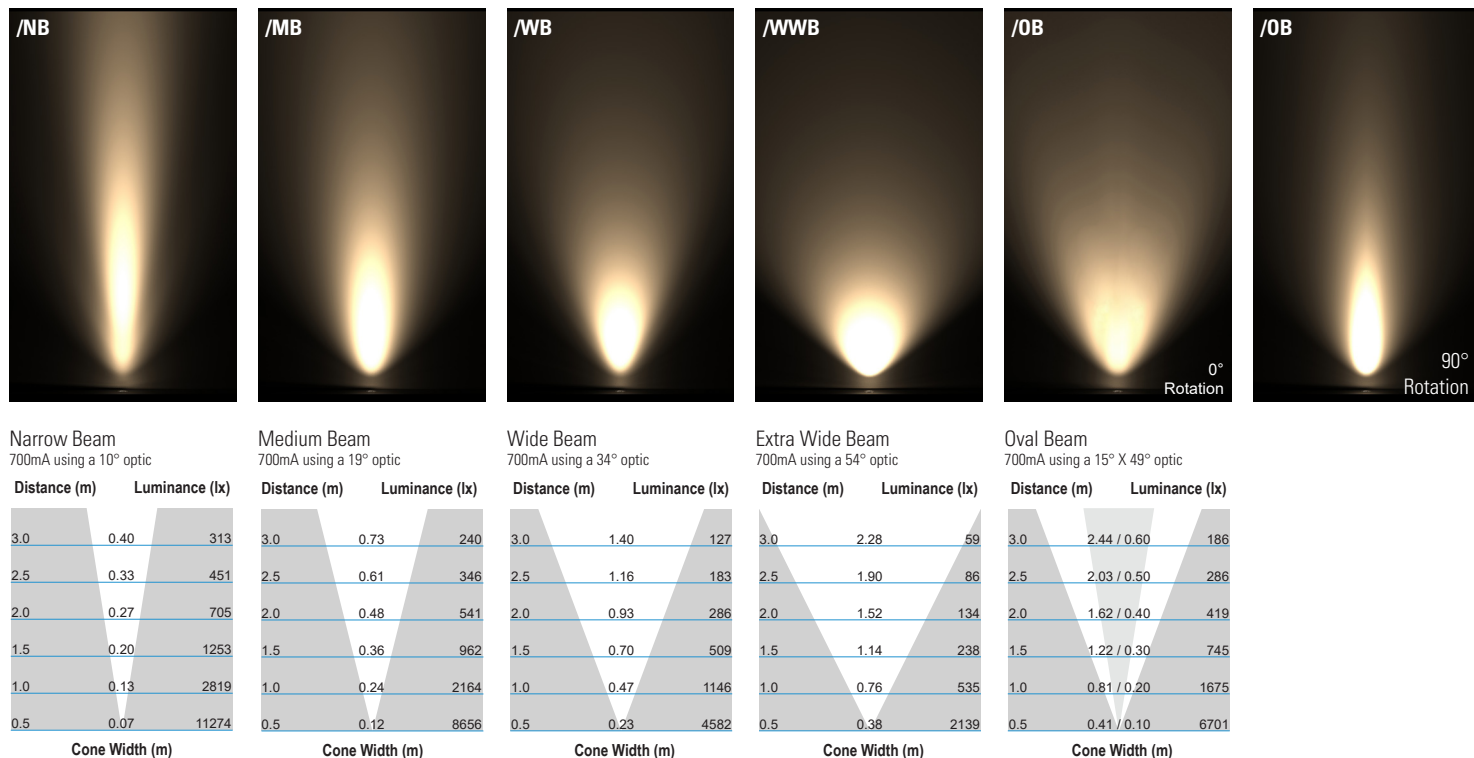 /NB
/MB
/WB
/WWB
/OB
0°
Rotation
/OB
90°
Rotation
Narrow Beam
700mA using a 10° optic
Distance (m) Luminance (lx)
3.0 0.40 313
2.5 0.33 451
2.0 0.27 705
1.5 0.20 1253
1.0 0.13 2819
0.5 0.07 11274
Cone Width (m)
Medium Beam
700mA using a 19° optic
Distance (m) Luminance (lx)
3.0 0.73 240
2.5 0.61 346
2.0 0.48 541
1.5 0.36 962
1.0 0.24 2164
0.5 0.12 8656
Cone Width (m)
Wide Beam
700mA using a 34° optic
Distance (m) Luminance (lx)
3.0 1.40 127
2.5 1.16 183
2.0 0.93 286
1.5 0.70 509
1.0 0.47 1146
0.5 0.23 4582
Cone Width (m)
Extra Wide Beam
700mA using a 54° optic
Distance (m) Luminance (lx)
3.0 2.28 59
2.5 1.90 86
2.0 1.52 134
1.5 1.14 238
1.0 0.76 535
0.5 0.38 2139
Cone Width (m)
Oval Beam
700mA using a 15° X 49° optic
Distance (m) Luminance (lx)
3.0 2.44 / 0.60 186
2.5 2.03 / 0.50 286
2.0 1.62 / 0.40 419
1.5 1.22 / 0.30 745
1.0 0.81 / 0.20 1675
0.5 0.41 / 0.10 6701
Cone Width (m)